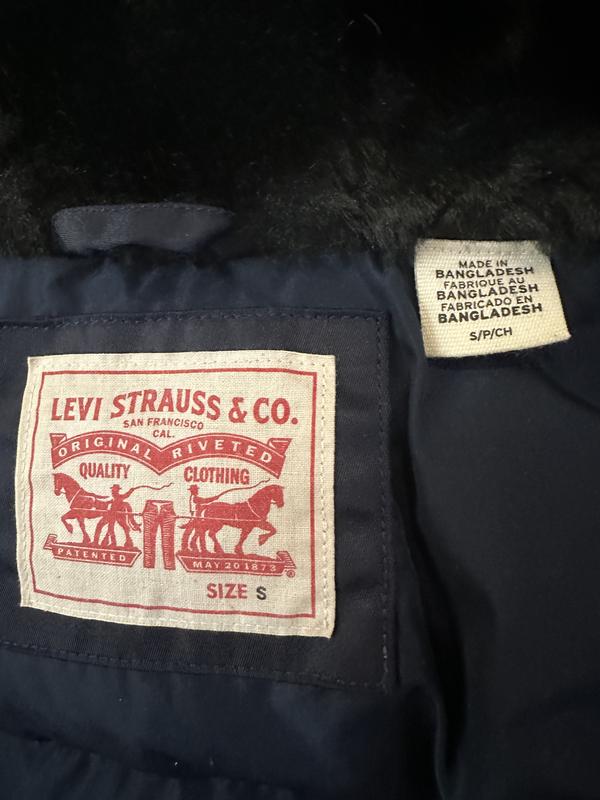 MADE IN
BANGLADESH
FABRIQUE AU
BANGLADESH
FABRICADO EN
BANGLADESH
S/P/CH
LEVI STRAUSS & CO.
SAN FRANCISCO
CAL.
ORIGINAL RIVETED
QUALITY CLOTHING
PATENTED MAY 20 1873 ®
SIZE S